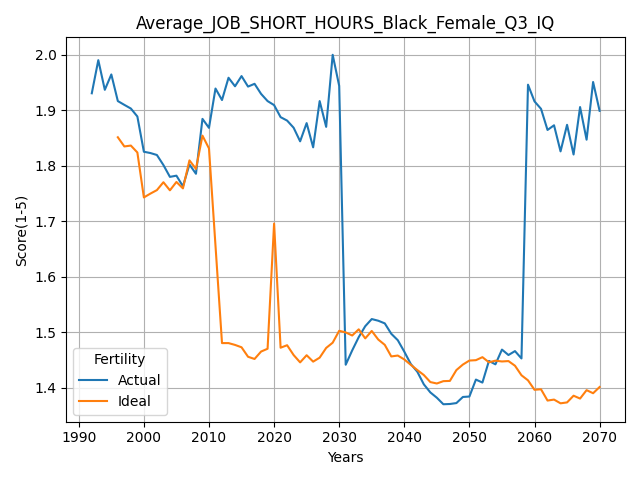 Average_JOB_SHORT_HOURS_Black_Female_Q3_IQ
Score(1-5)
2.0
1.9
1.8
1.7
1.6
1.5
1.4
Fertility
Actual
Ideal
1990 2000 2010 2020 2030 2040 2050 2060 2070
Years